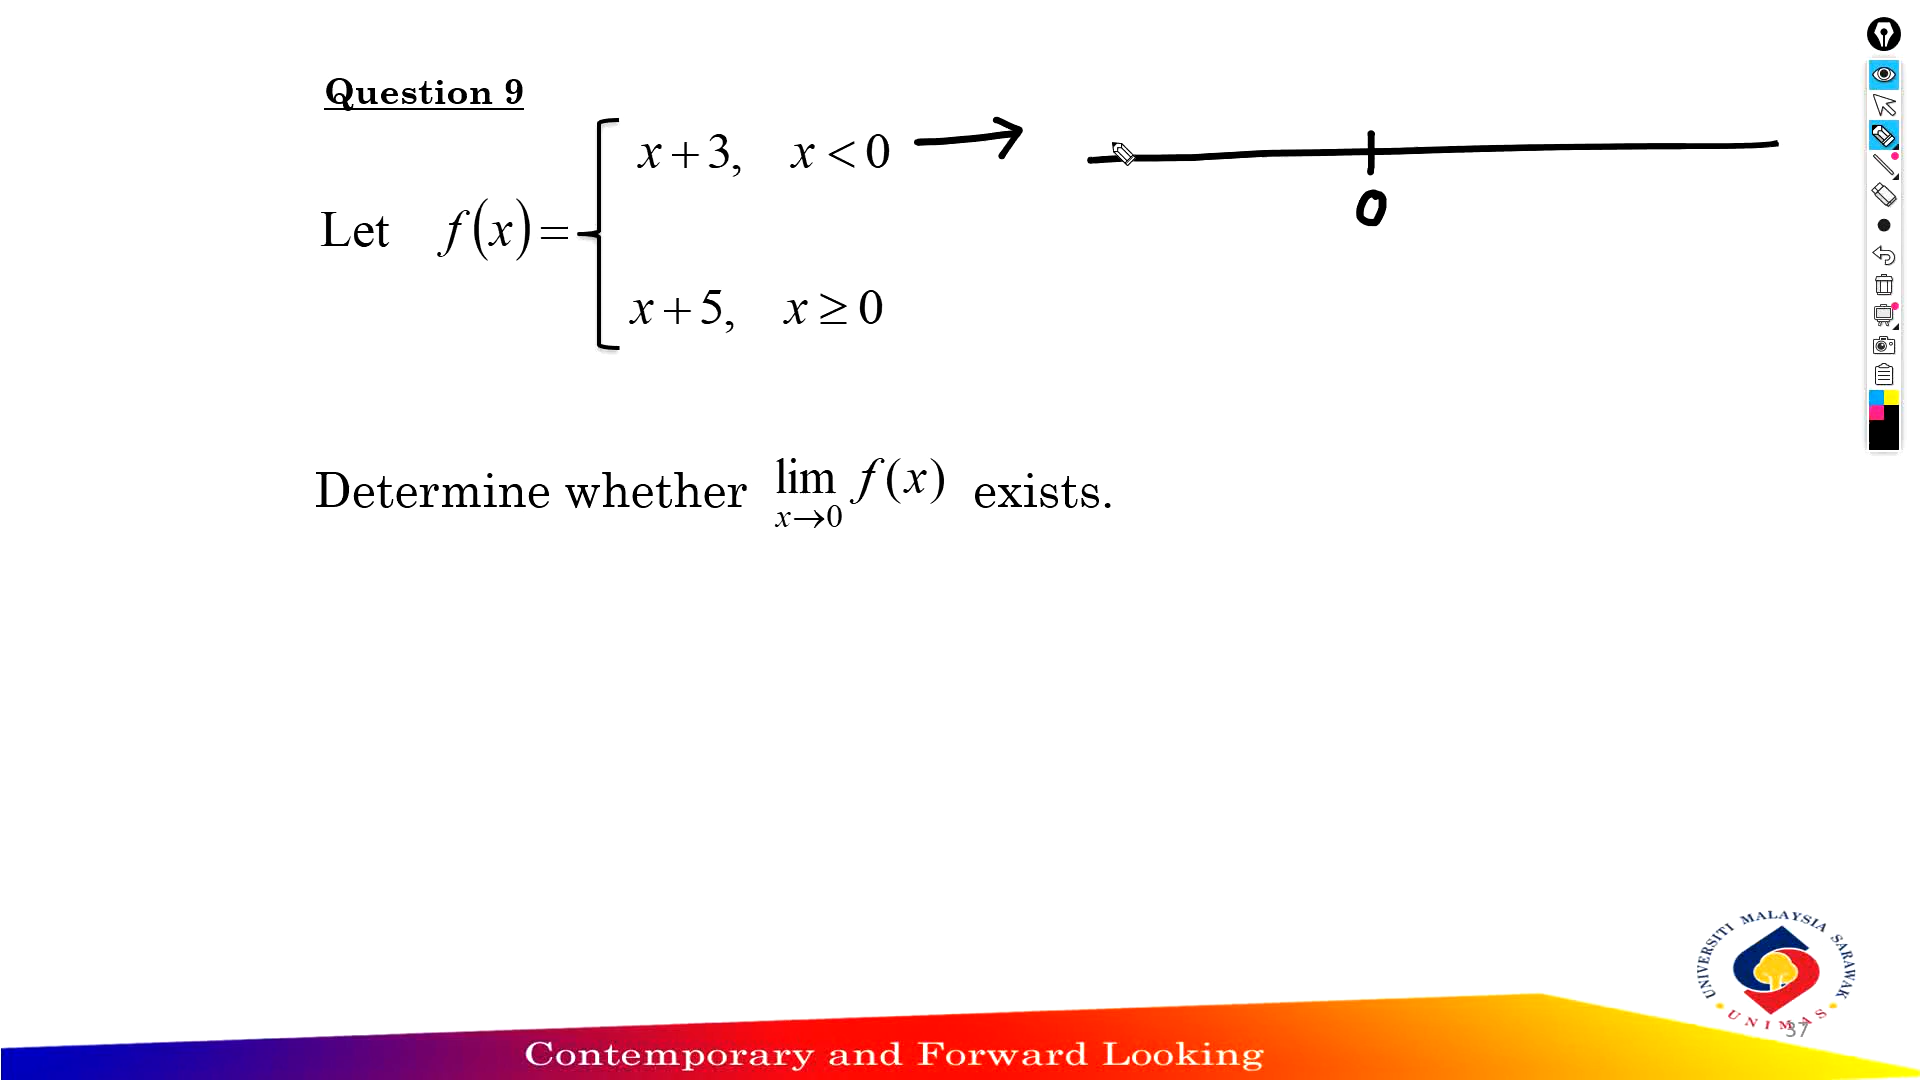 Question 9
x + 3, x < 0
0
Let f(x) =
x + 5, x ≥ 0
Determine whether lim f(x) exists.
x→0
UNIVERSITI MALAYSIA SARAWAK
UNIMAS
37
Contemporary and Forward Looking